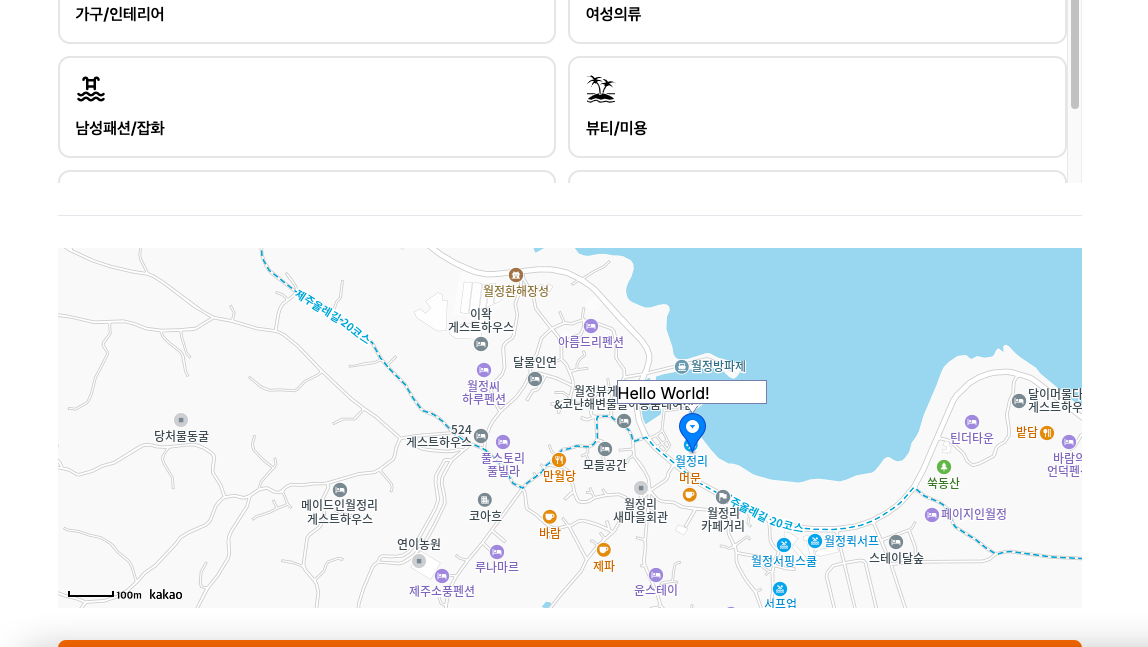 가구/인테리어
여성의류
남성패션/잡화
뷰티/미용
월정환해장성
제주올레길 20코스
이왁
게스트하우스
아름드리펜션
달물인연
월정방파제
월정씨
하루펜션
월정뷰게
Hello World!
&코난해변물놀이용품대여점
달이머물다
게스트하우
당처물동굴
524
게스트하우스
풀스토리
풀빌라
모들공간
월정리
틴더타운
밭담
바람의
언덕펜션
만월당
머문
쑥동산
메이드인월정리
게스트하우스
코아흐
월정리
새마을회관
월정리
카페거리
주올레길 20코스
페이지인월정
바람
월정퀵서프
연이농원
루나마르
제파
월정서핑스쿨
스테이달숲
제주소풍펜션
윤스테이
서프업
100m kakao